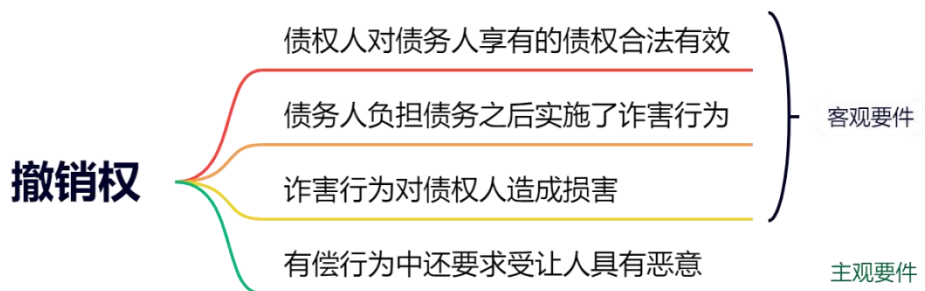 撤销权
债权人对债务人享有的债权合法有效
债务人负担债务之后实施了诈害行为
诈害行为对债权人造成损害
有偿行为中还要求受让人具有恶意
客观要件
主观要件